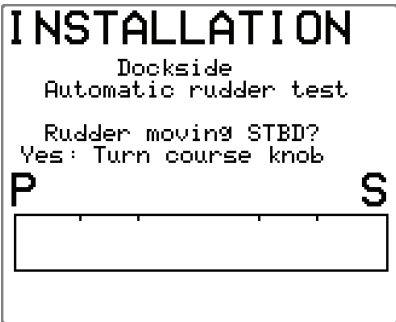 INSTALLATION
Dockside
Automatic rudder test
Rudder moving STBD?
Yes: Turn course knob
P S